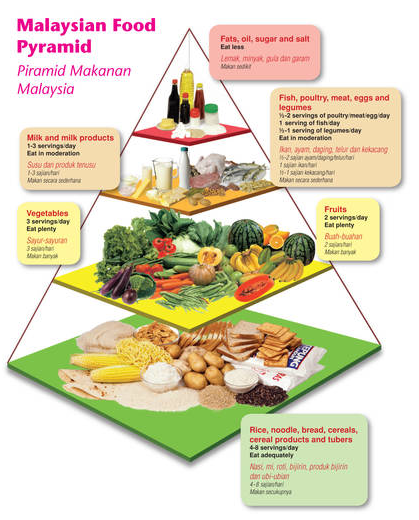 Malaysian Food
Pyramid
Piramid Makanan
Malaysia
Fats, oil, sugar and salt
Eat less
Lemak, minyak, gula dan garam
Makan sedikit
Fish, poultry, meat, eggs and
legumes
½-2 servings of poultry/meat/egg/day
1 serving of fish/day
½-1 serving of legumes/day
Eat in moderation
Ikan, ayam, daging, telur dan kekacang
½-2 sajian ayam/daging/telur/hari
1 sajian ikan/hari
½-1 sajian kekacang/hari
Makan secara sederhana
Milk and milk products
1-3 servings/day
Eat in moderation
Susu dan produk tenusu
1-3 sajian/hari
Makan secara sederhana
Vegetables
3 servings/day
Eat plenty
Sayur-sayuran
3 sajian/hari
Makan banyak
Fruits
2 servings/day
Eat plenty
Buah-buahan
2 sajian/hari
Makan banyak
Rice, noodle, bread, cereals,
cereal products and tubers
4-8 servings/day
Eat adequately
Nasi, mi, roti, bijirin, produk bijirin
dan ubi-ubian
4-8 sajian/hari
Makan secukupnya